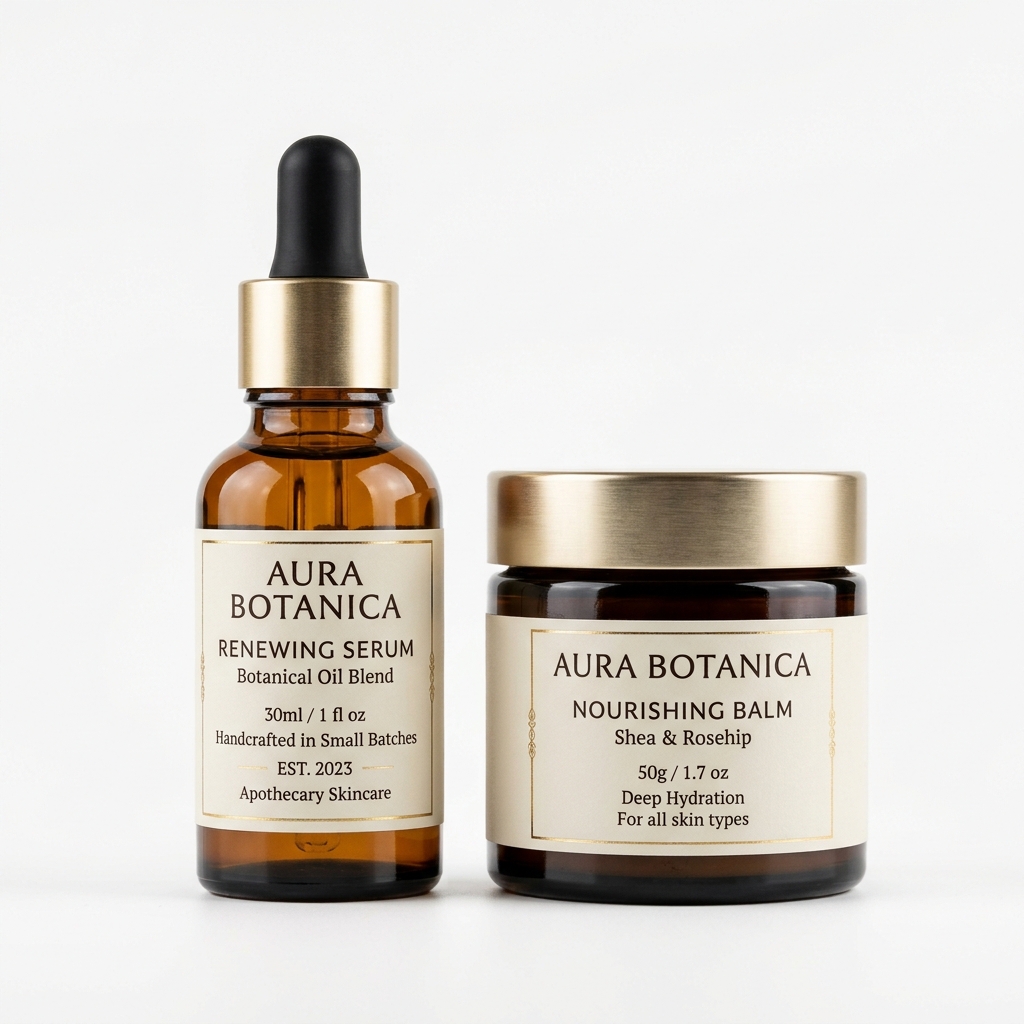 AURA
BOTANICA
RENEWING SERUM
Botanical Oil Blend
30ml / 1 fl oz
Handcrafted in Small Batches
EST. 2023
Apothecary Skincare
AURA BOTANICA
NOURISHING BALM
Shea & Rosehip
50g / 1.7 oz
Deep Hydration
For all skin types